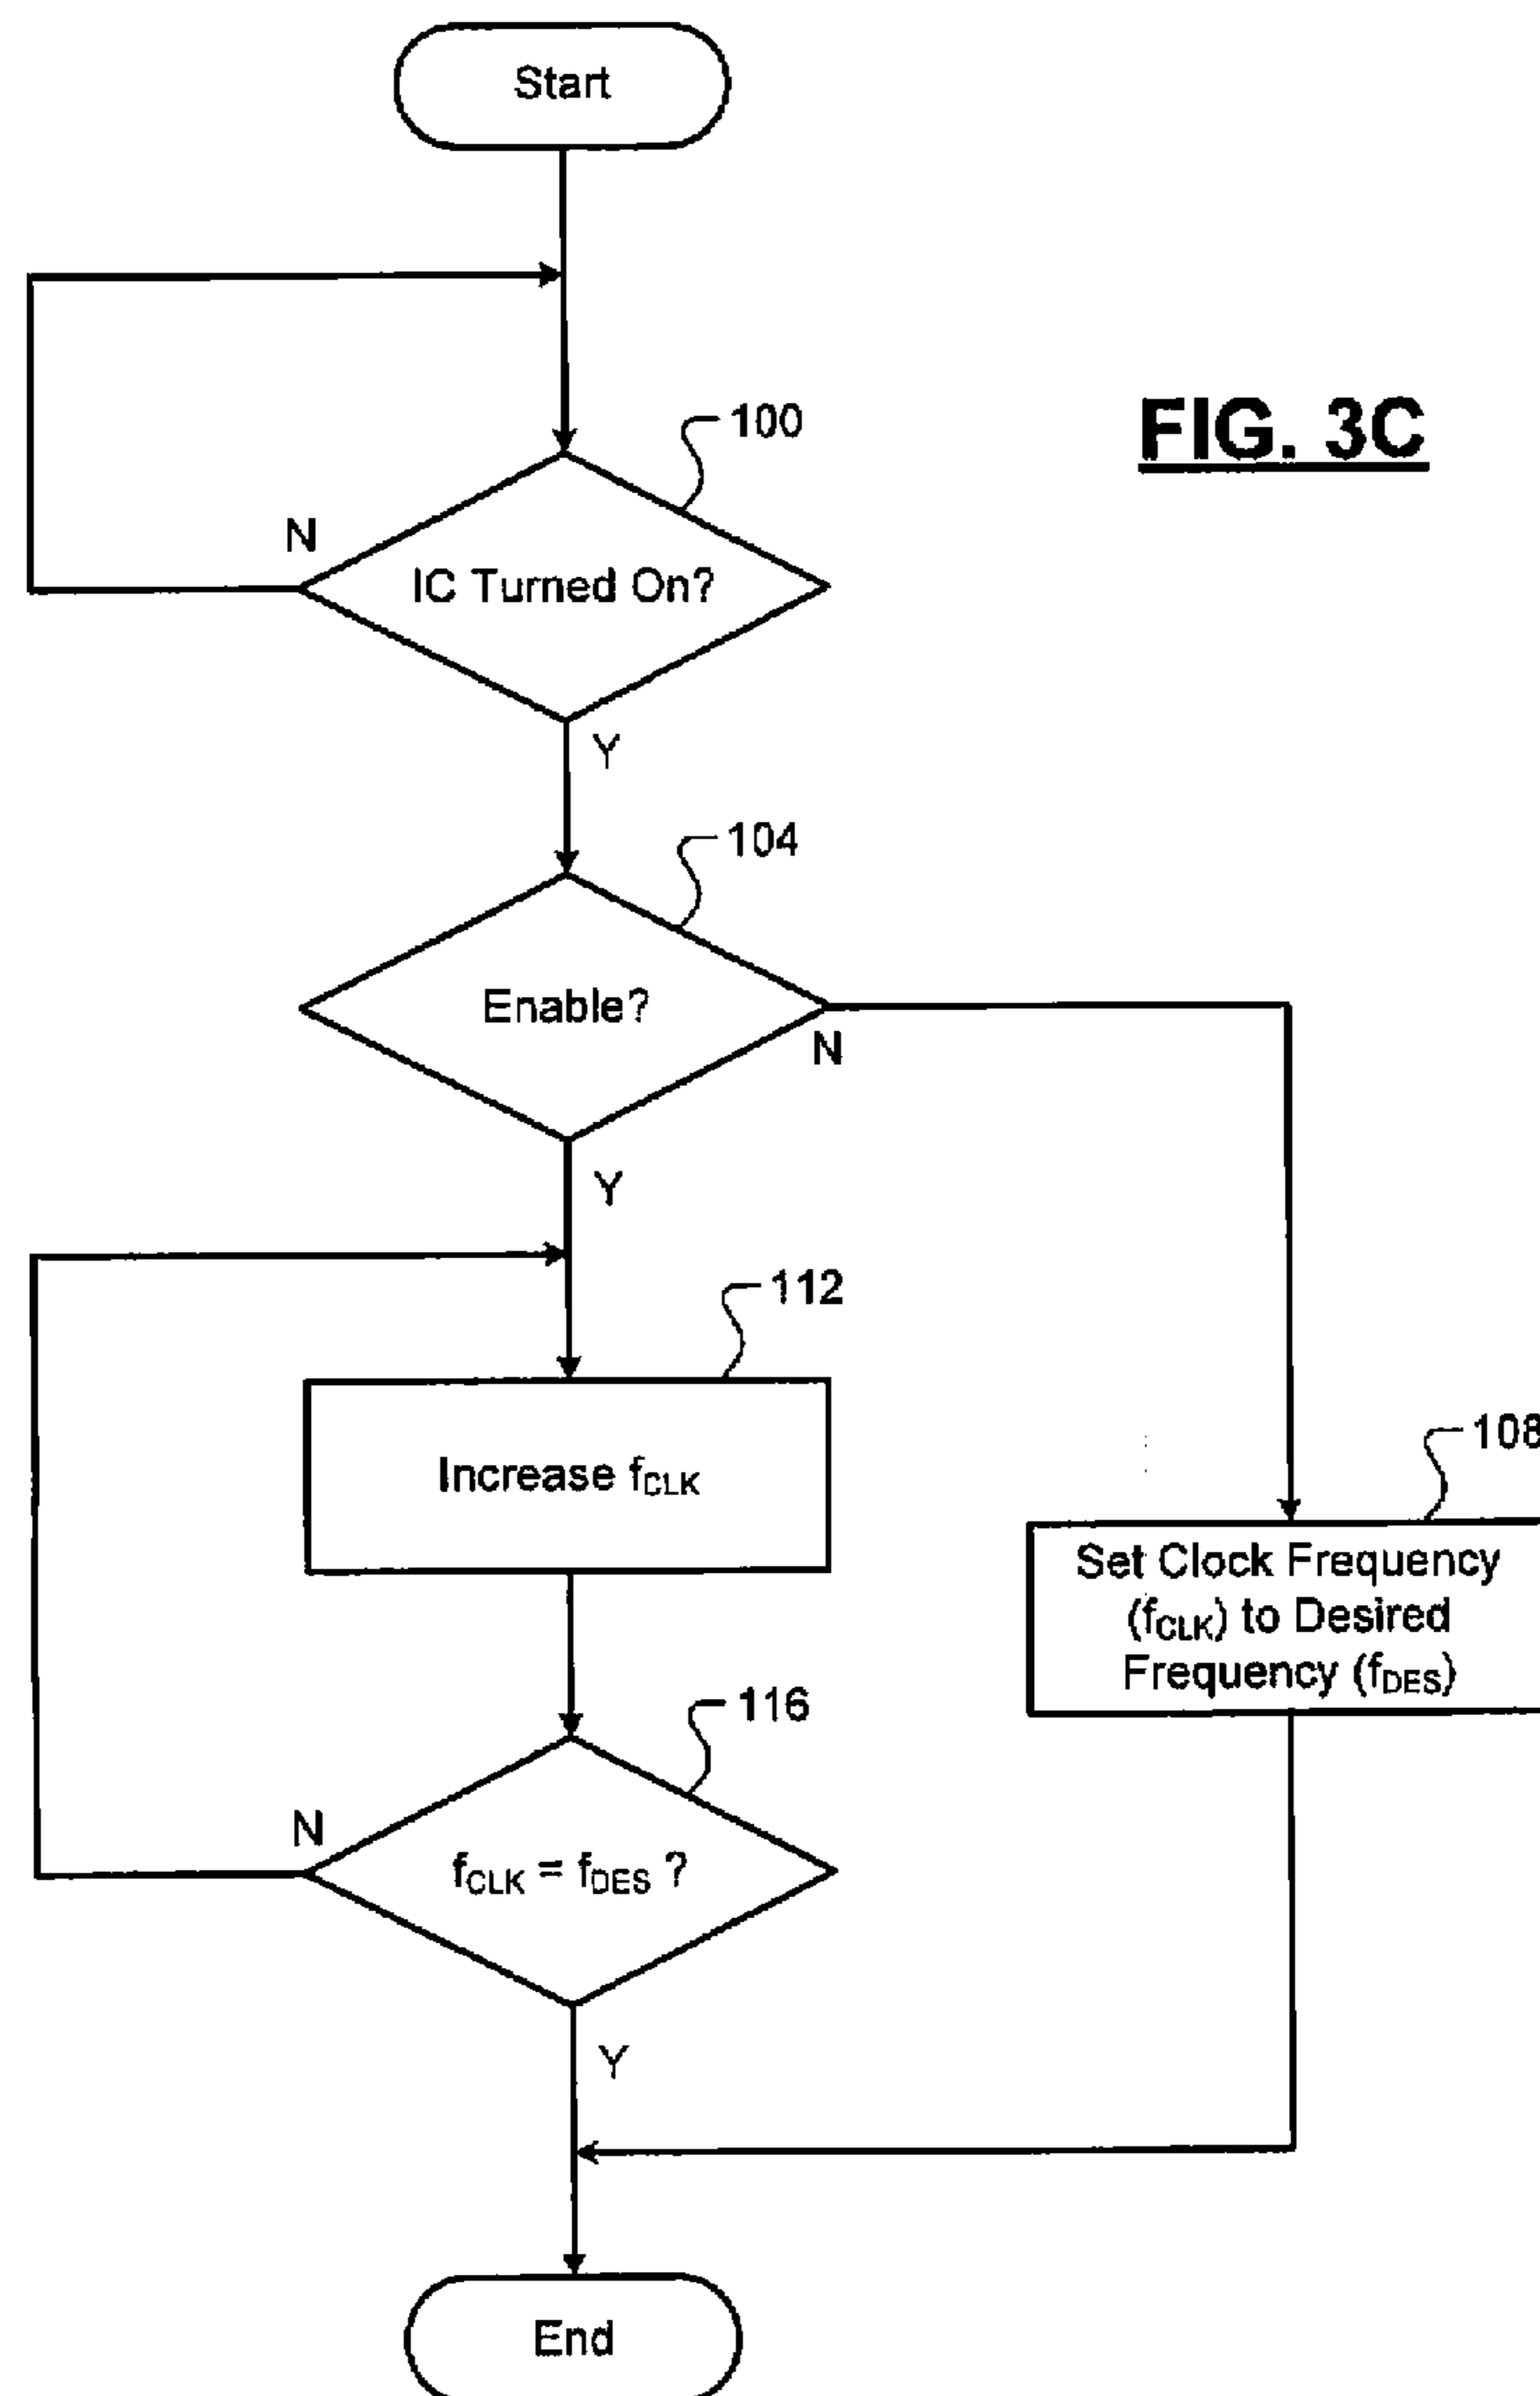 Start
FIG. 3C
100
N
IC Turned On?
Y
104
Enable?
N
Y
112
Increase fCLK
108
Set Clock Frequency
(fCLK) to Desired
Frequency (fDES)
116
N
fCLK = fDES ?
Y
End